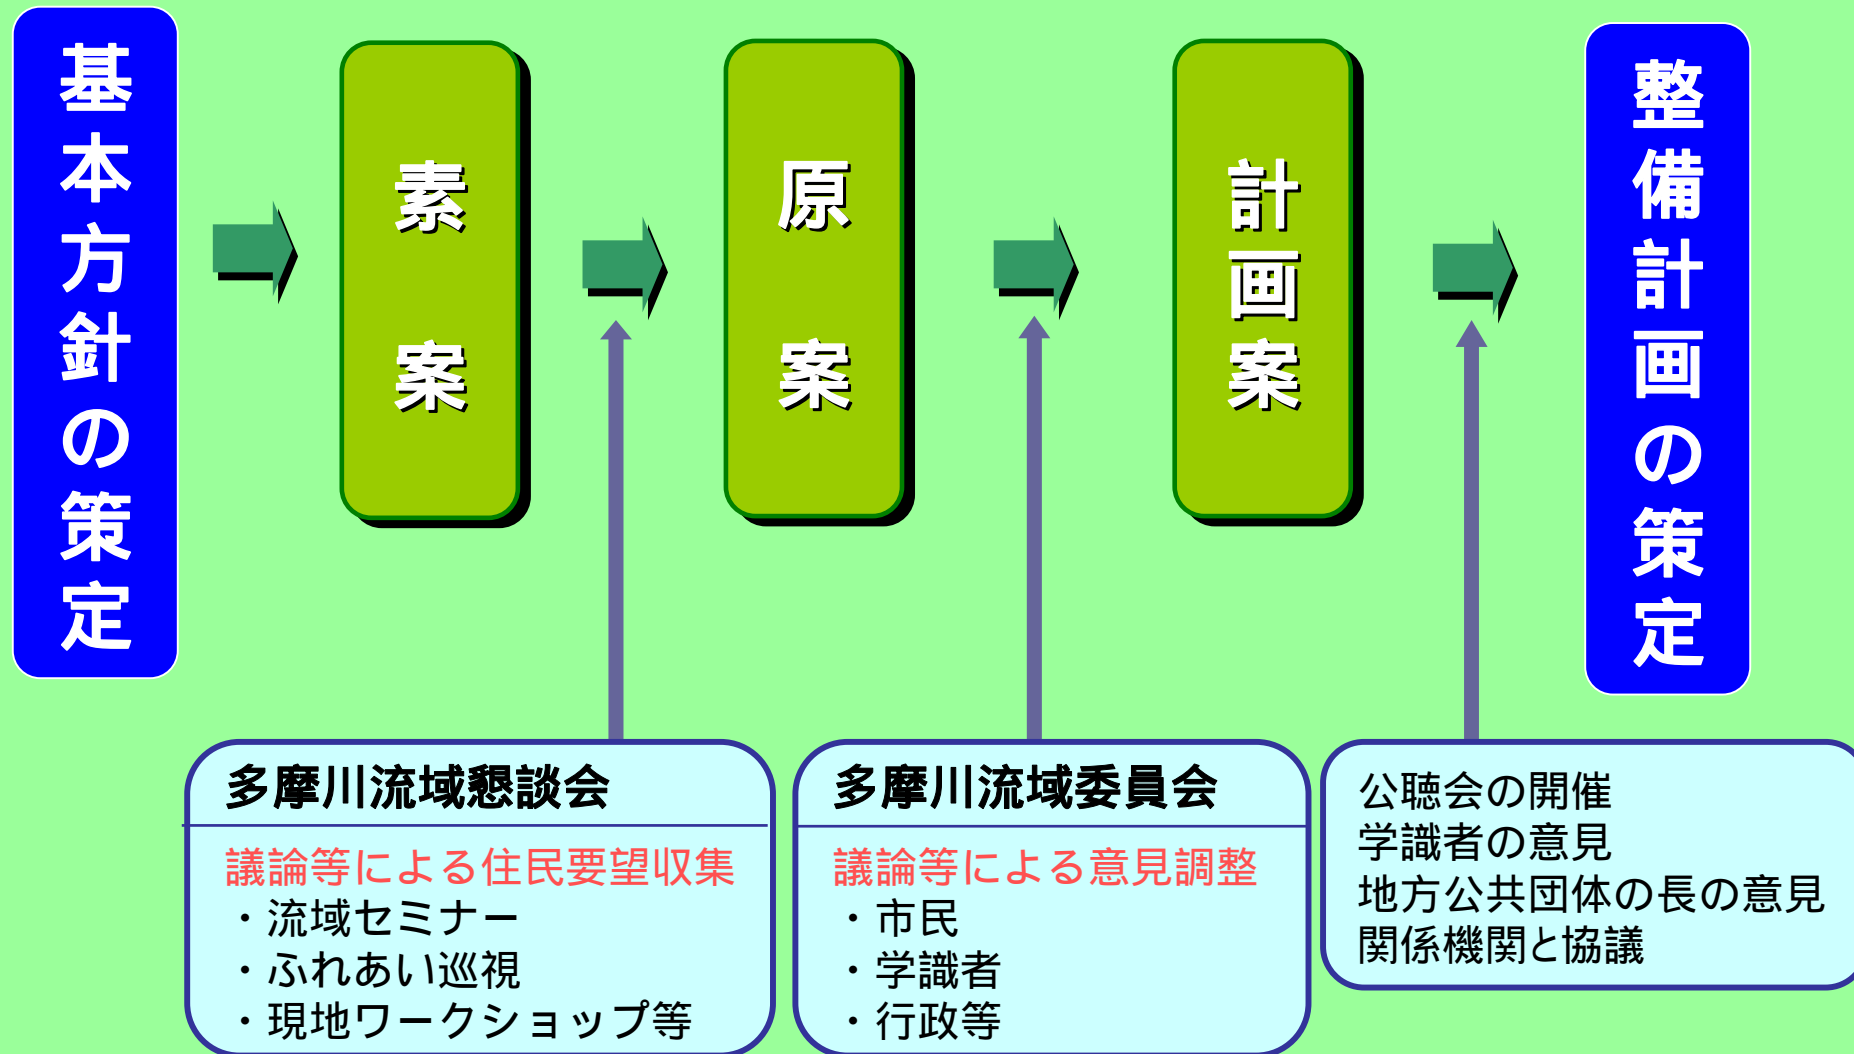 基本方針の策定
素案
原案
計画案
整備計画の策定
多摩川流域懇談会
議論等による住民要望収集
・流域セミナー
・ふれあい巡視
・現地ワークショップ等
多摩川流域委員会
議論等による意見調整
・市民
・学識者
・行政等
公聴会の開催
学識者の意見
地方公共団体の長の意見
関係機関と協議